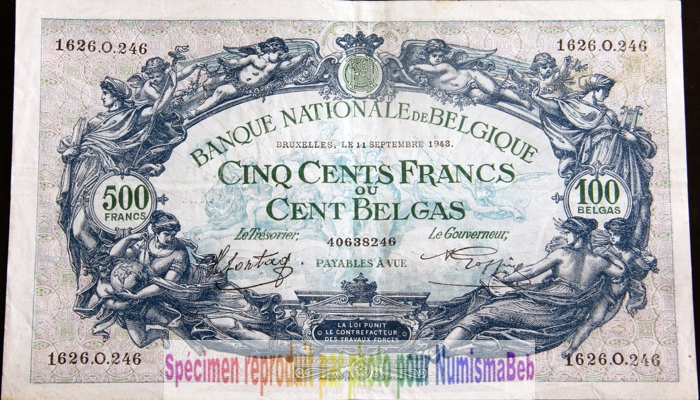 1626.O.246
1626.O.246
BANQUE NATIONALE DE BELGIQUE
BRUXELLES, LE 11 SEPTEMBRE 1943.
CINQ CENTS FRANCS
OU
CENT BELGAS
500
FRANCS
100
BELGAS
Le Trésorier,
40638246
Le Gouverneur,
PAYABLES À VUE
LA LOI PUNIT
LE CONTREFACTEUR
DES TRAVAUX FORCÉS
1626.O.246
1626.O.246
Spécimen reproduit par photo pour NumismaBeb